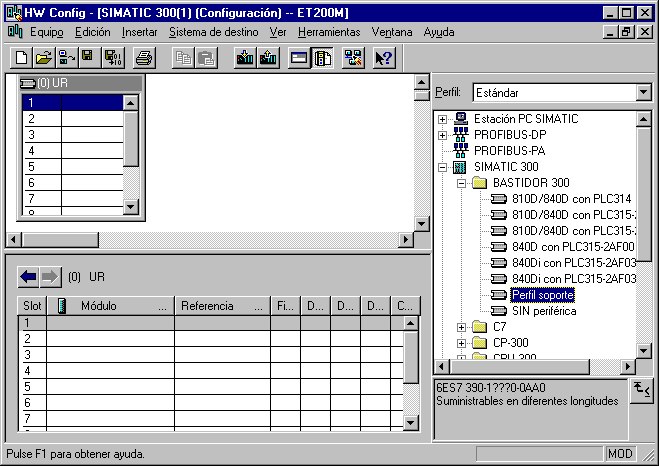 HW Config - [SIMATIC 300(1) (Configuración) -- ET200M]
Equipo Edición Insertar Sistema de destino Ver Herramientas Ventana Ayuda
(0) UR
1
2
3
4
5
6
7
8
Perfil: Estándar
Estación PC SIMATIC
PROFIBUS-DP
PROFIBUS-PA
SIMATIC 300
BASTIDOR 300
810D/840D con PLC314
810D/840D con PLC315-
810D/840D con PLC315-
840D con PLC315-2AF00
840Di con PLC315-2AF03
840Di con PLC315-2AF03
Perfil soporte
SIN periférica
C7
CP-300
CPU-300
(0) UR
Slot Módulo ... Referencia ... Fi... D... D... D... C...
1
2
3
4
5
6
7
6ES7 390-1???0-0AA0
Suministrables en diferentes longitudes
Pulse F1 para obtener ayuda. MOD